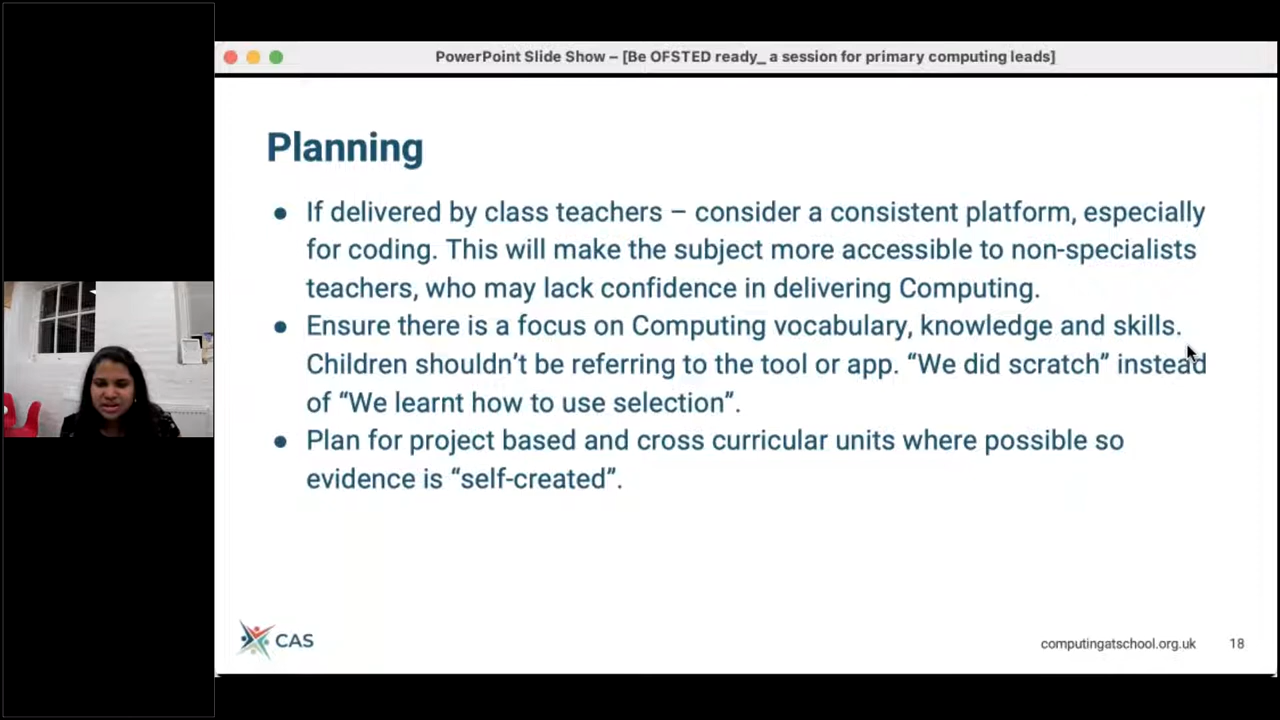 PowerPoint Slide Show – [Be OFSTED ready_ a session for primary computing leads]
Planning
● If delivered by class teachers – consider a consistent platform, especially
for coding. This will make the subject more accessible to non-specialists
teachers, who may lack confidence in delivering Computing.
● Ensure there is a focus on Computing vocabulary, knowledge and skills.
Children shouldn’t be referring to the tool or app. “We did scratch” instead
of “We learnt how to use selection”.
● Plan for project based and cross curricular units where possible so
evidence is “self-created”.
CAS
computingatschool.org.uk 18